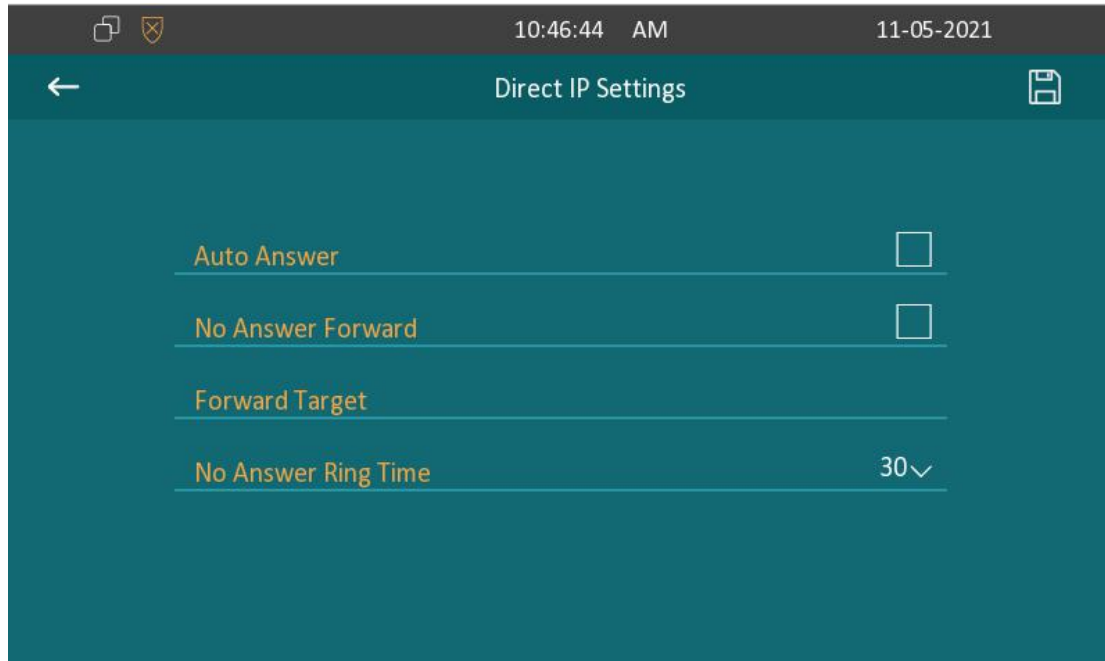 10:46:44 AM 11-05-2021
Direct IP Settings
Auto Answer
No Answer Forward
Forward Target
No Answer Ring Time 30